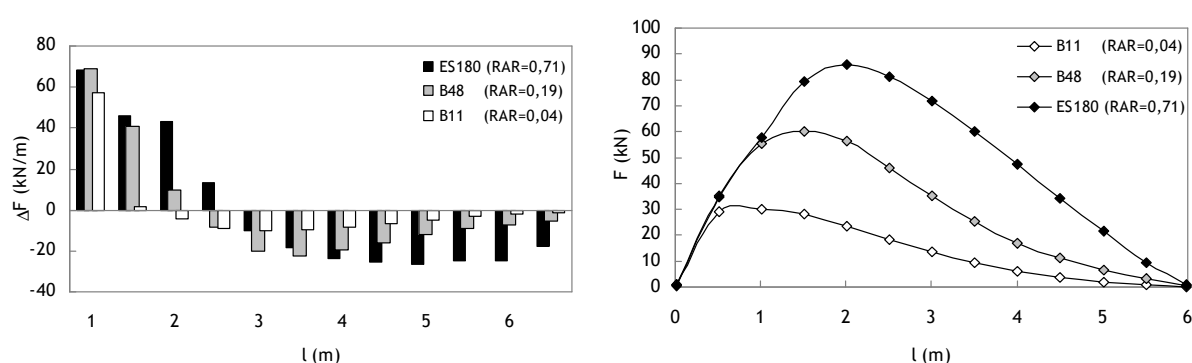 80
60
40
20
0
-20
-40
ΔF (kN/m)
1 2 3 4 5 6
l (m)
ES180 (RAR=0,71)
B48 (RAR=0,19)
B11 (RAR=0,04)
100
90
80
70
60
50
40
30
20
10
0
F (kN)
0 1 2 3 4 5 6
l (m)
B11 (RAR=0,04)
B48 (RAR=0,19)
ES180 (RAR=0,71)